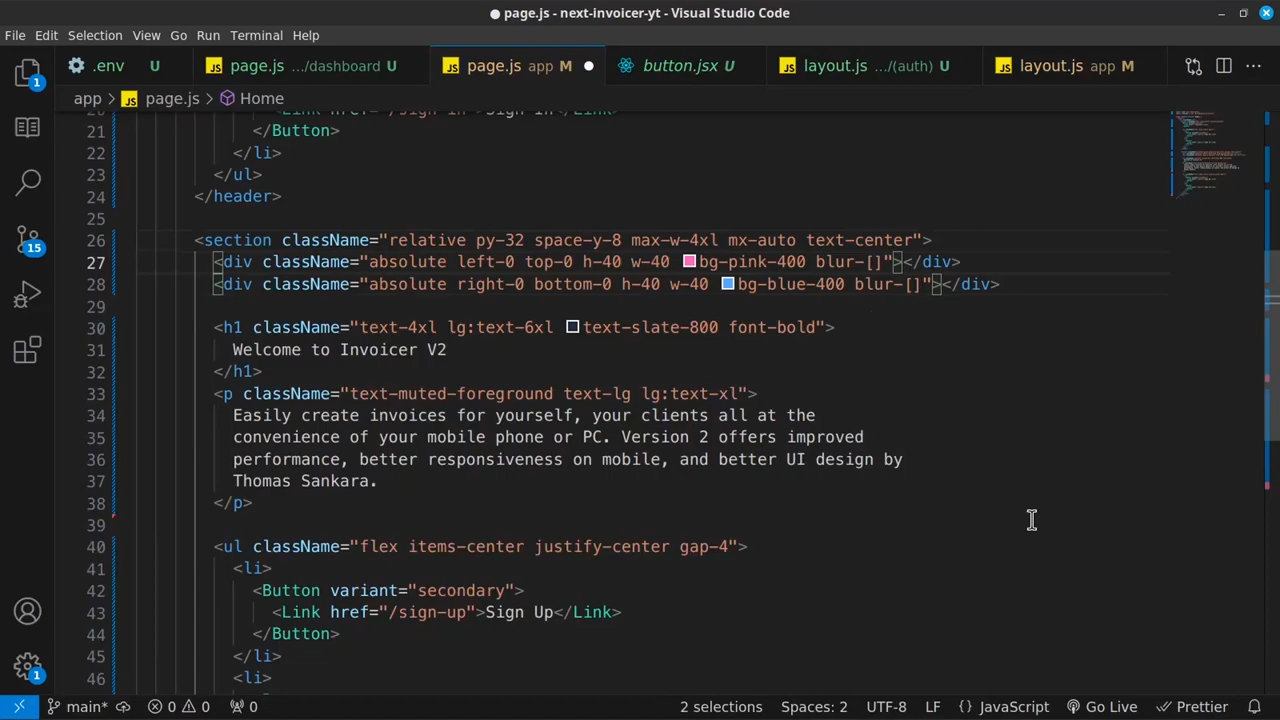 page.js - next-invoicer-yt - Visual Studio Code
File Edit Selection View Go Run Terminal Help
.env U
page.js .../dashboard U
page.js app M
button.jsx U
layout.js .../(auth) U
layout.js app M
app > page.js > Home
1
15
1
21 </Button>
22 </li>
23 </ul>
24 </header>
25
26 <section className="relative py-32 space-y-8 max-w-4xl mx-auto text-center">
27 <div className="absolute left-0 top-0 h-40 w-40 bg-pink-400 blur-[]"></div>
28 <div className="absolute right-0 bottom-0 h-40 w-40 bg-blue-400 blur-[]"></div>
29
30 <h1 className="text-4xl lg:text-6xl text-slate-800 font-bold">
31 Welcome to Invoicer V2
32 </h1>
33 <p className="text-muted-foreground text-lg lg:text-xl">
34 Easily create invoices for yourself, your clients all at the
35 convenience of your mobile phone or PC. Version 2 offers improved
36 performance, better responsiveness on mobile, and better UI design by
37 Thomas Sankara.
38 </p>
39
40 <ul className="flex items-center justify-center gap-4">
41 <li>
42 <Button variant="secondary">
43 <Link href="/sign-up">Sign Up</Link>
44 </Button>
45 </li>
46 <li>
main* 0 0 0 2 selections Spaces: 2 UTF-8 LF {} JavaScript Go Live Prettier